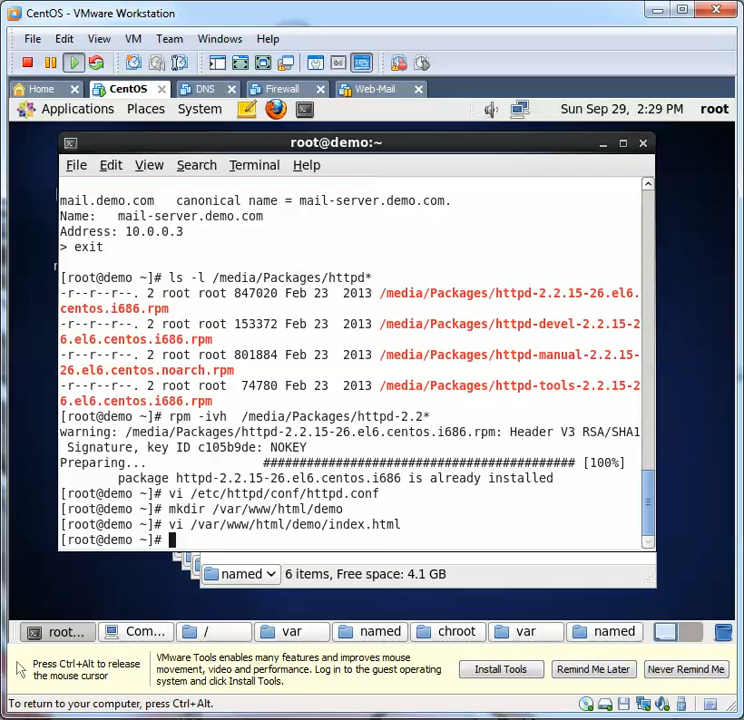 CentOS - VMware Workstation
File Edit View VM Team Windows Help
Home CentOS DNS Firewall Web-Mail
Applications Places System Sun Sep 29, 2:29 PM root
root@demo:~
File Edit View Search Terminal Help
mail.demo.com canonical name = mail-server.demo.com.
Name: mail-server.demo.com
Address: 10.0.0.3
> exit
[root@demo ~]# ls -l /media/Packages/httpd*
-r--r--r--. 2 root root 847020 Feb 23 2013 /media/Packages/httpd-2.2.15-26.el6.
centos.i686.rpm
-r--r--r--. 2 root root 153372 Feb 23 2013 /media/Packages/httpd-devel-2.2.15-2
6.el6.centos.i686.rpm
-r--r--r--. 2 root root 801884 Feb 23 2013 /media/Packages/httpd-manual-2.2.15-
26.el6.centos.noarch.rpm
-r--r--r--. 2 root root 74780 Feb 23 2013 /media/Packages/httpd-tools-2.2.15-2
6.el6.centos.i686.rpm
[root@demo ~]# rpm -ivh /media/Packages/httpd-2.2*
warning: /media/Packages/httpd-2.2.15-26.el6.centos.i686.rpm: Header V3 RSA/SHA1
Signature, key ID c105b9de: NOKEY
Preparing... ########################################### [100%]
package httpd-2.2.15-26.el6.centos.i686 is already installed
[root@demo ~]# vi /etc/httpd/conf/httpd.conf
[root@demo ~]# mkdir /var/www/html/demo
[root@demo ~]# vi /var/www/html/demo/index.html
[root@demo ~]#
named 6 items, Free space: 4.1 GB
root... Com... / var named chroot var named
Press Ctrl+Alt to release
the mouse cursor
VMware Tools enables many features and improves mouse
movement, video and performance. Log in to the guest operating
system and click Install Tools.
Install Tools Remind Me Later Never Remind Me
To return to your computer, press Ctrl+Alt.